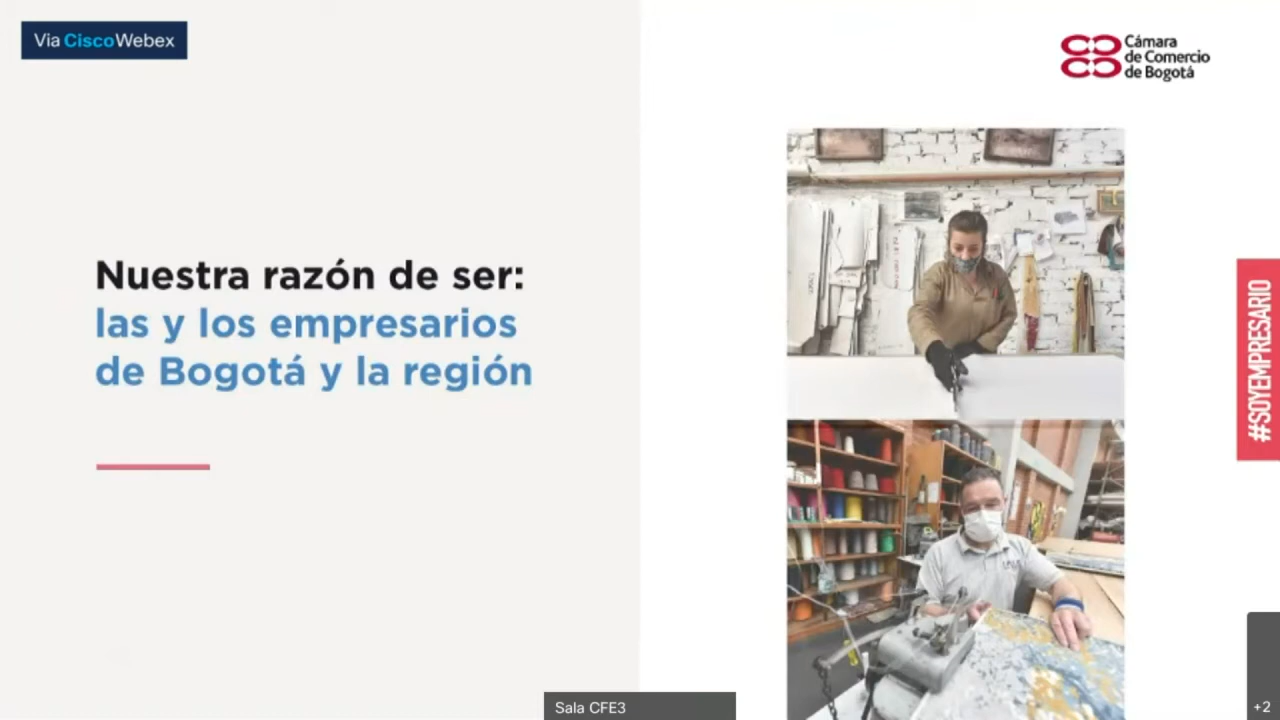 Via CiscoWebex
Cámara
de Comercio
de Bogotá
Nuestra razón de ser:
las y los empresarios
de Bogotá y la región
#SOYEMPRESARIO
Sala CFE3
+2